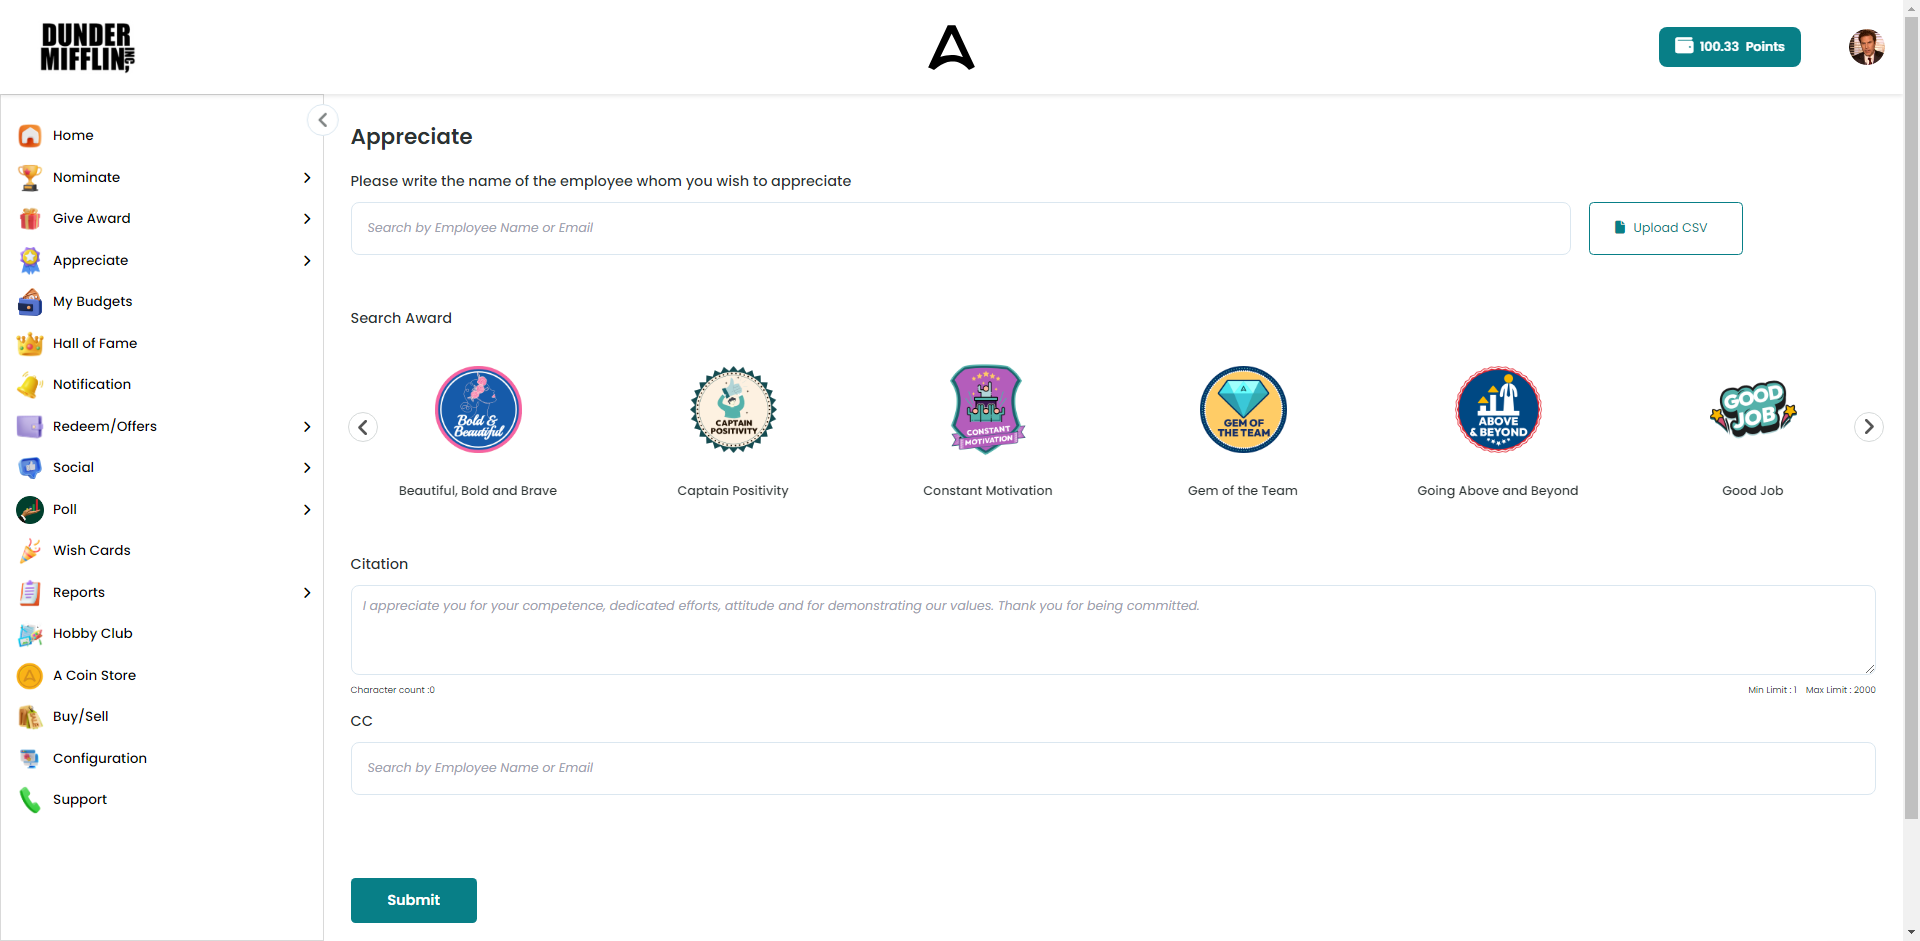 DUNDER
MIFFLIN, INC
100.33 Points
Home
Nominate
Give Award
Appreciate
My Budgets
Hall of Fame
Notification
Redeem/Offers
Social
Poll
Wish Cards
Reports
Hobby Club
A Coin Store
Buy/Sell
Configuration
Support
Appreciate
Please write the name of the employee whom you wish to appreciate
Search by Employee Name or Email
Upload CSV
Search Award
Bold &
Beautiful
CAPTAIN
POSITIVITY
CONSTANT
MOTIVATION
GEM OF
THE TEAM
ABOVE
& BEYOND
GOOD
JOB
Beautiful, Bold and Brave
Captain Positivity
Constant Motivation
Gem of the Team
Going Above and Beyond
Good Job
Citation
I appreciate you for your competence, dedicated efforts, attitude and for demonstrating our values. Thank you for being committed.
Character count :0
Min Limit : 1 Max Limit : 2000
CC
Search by Employee Name or Email
Submit